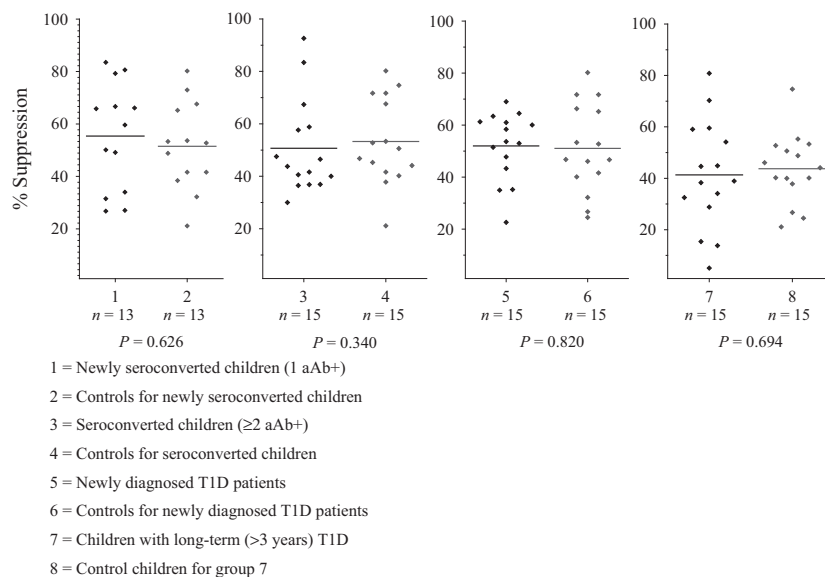 % Suppression
100
80
60
40
20
100
80
60
40
20
100
80
60
40
20
100
80
60
40
20
1 2 3 4 5 6 7 8
n = 13 n = 13 n = 15 n = 15 n = 15 n = 15 n = 15 n = 15
P = 0.626 P = 0.340 P = 0.820 P = 0.694
1 = Newly seroconverted children (1 aAb+)
2 = Controls for newly seroconverted children
3 = Seroconverted children (≥2 aAb+)
4 = Controls for seroconverted children
5 = Newly diagnosed T1D patients
6 = Controls for newly diagnosed T1D patients
7 = Children with long-term (>3 years) T1D
8 = Control children for group 7